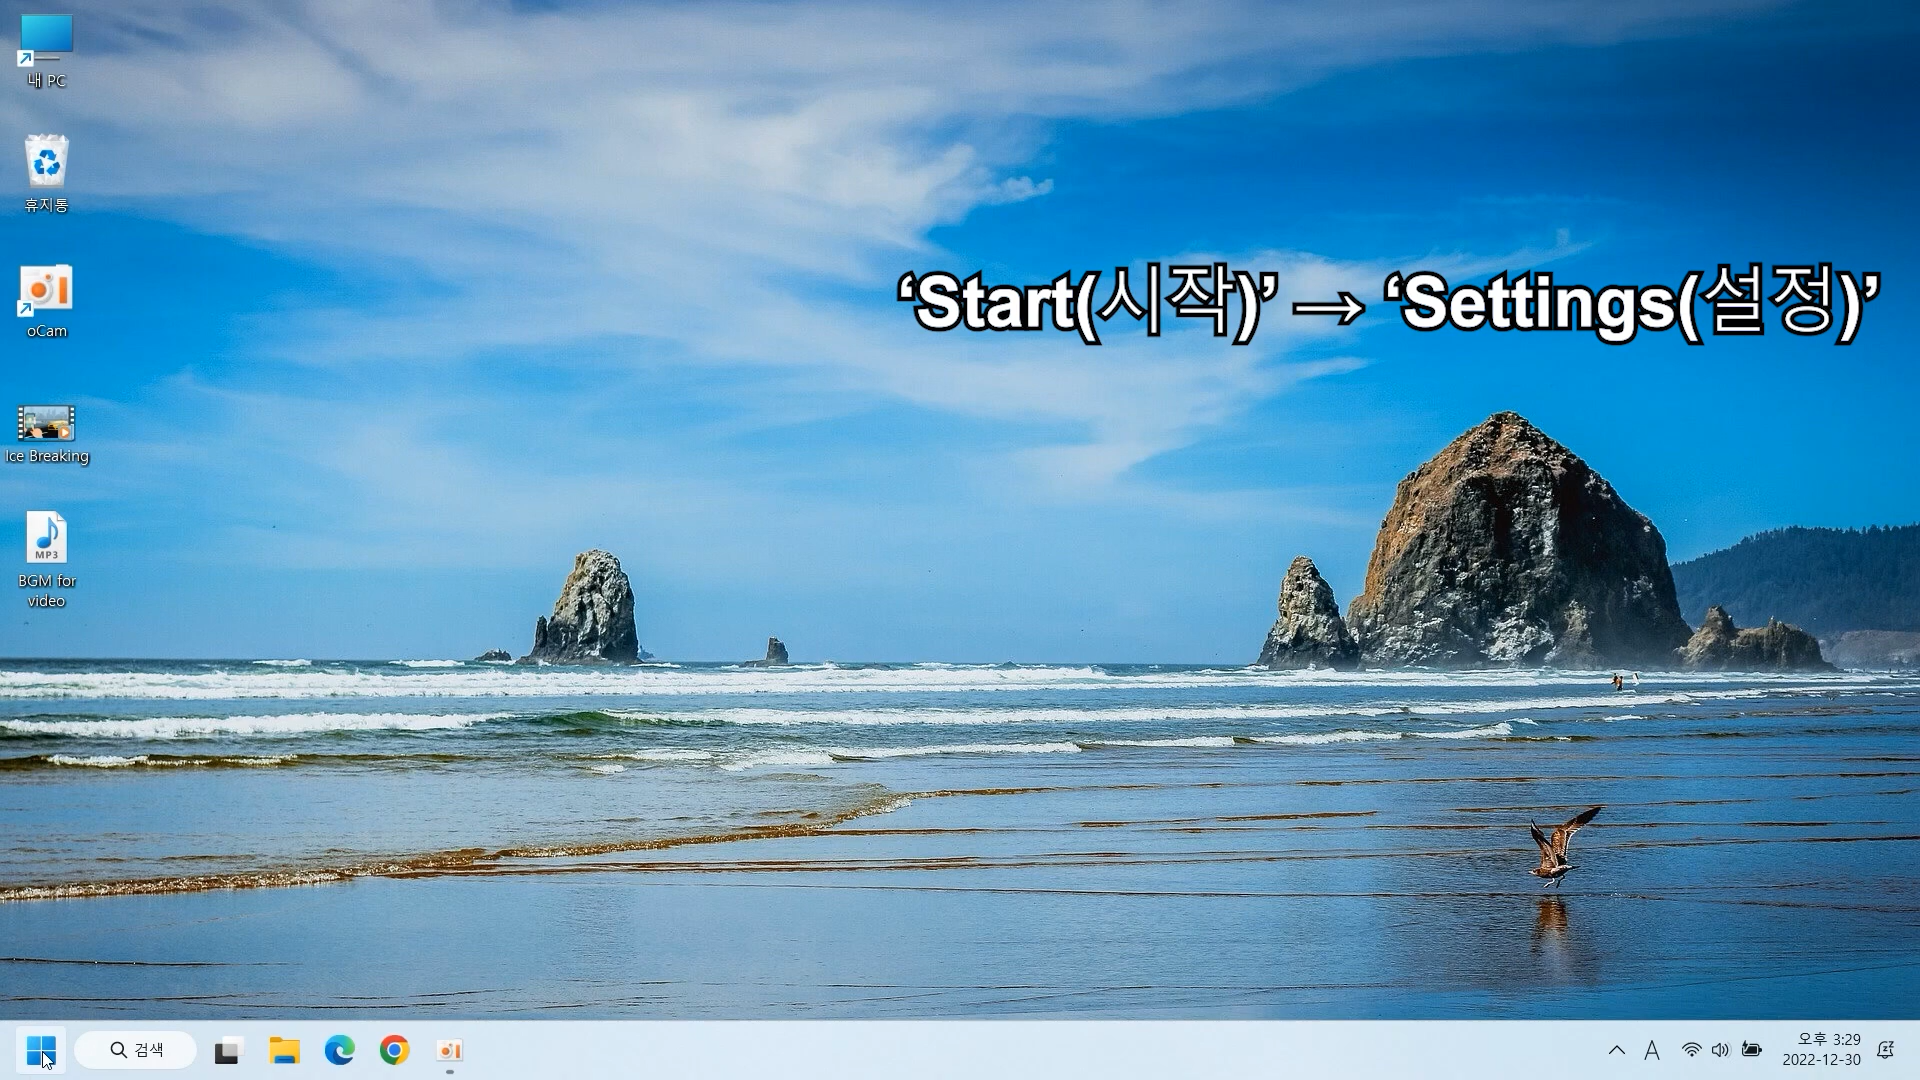 내 PC
휴지통
oCam
Ice Breaking
MP3
BGM for
video
‘Start(시작)’ → ‘Settings(설정)’
검색
A
오후 3:29
2022-12-30